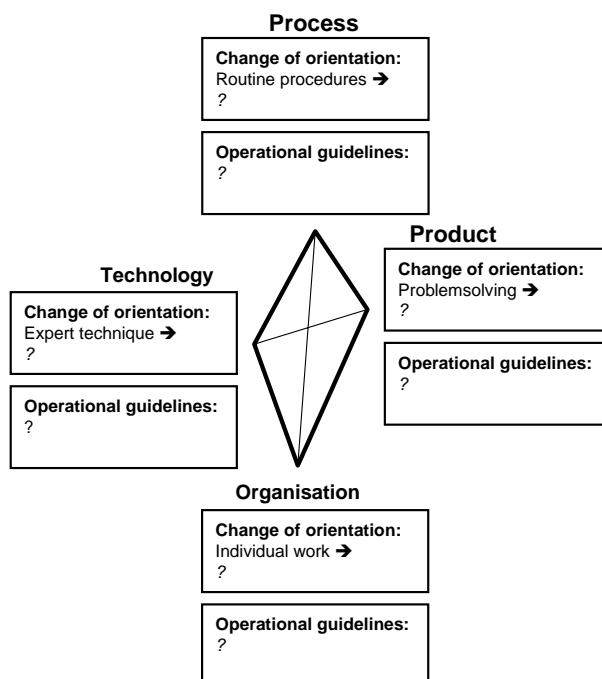 Process
Change of orientation:
Routine procedures ➔
?
Operational guidelines:
?
Product
Change of orientation:
Problemsolving ➔
?
Operational guidelines:
?
Technology
Change of orientation:
Expert technique ➔
?
Operational guidelines:
?
Organisation
Change of orientation:
Individual work ➔
?
Operational guidelines:
?